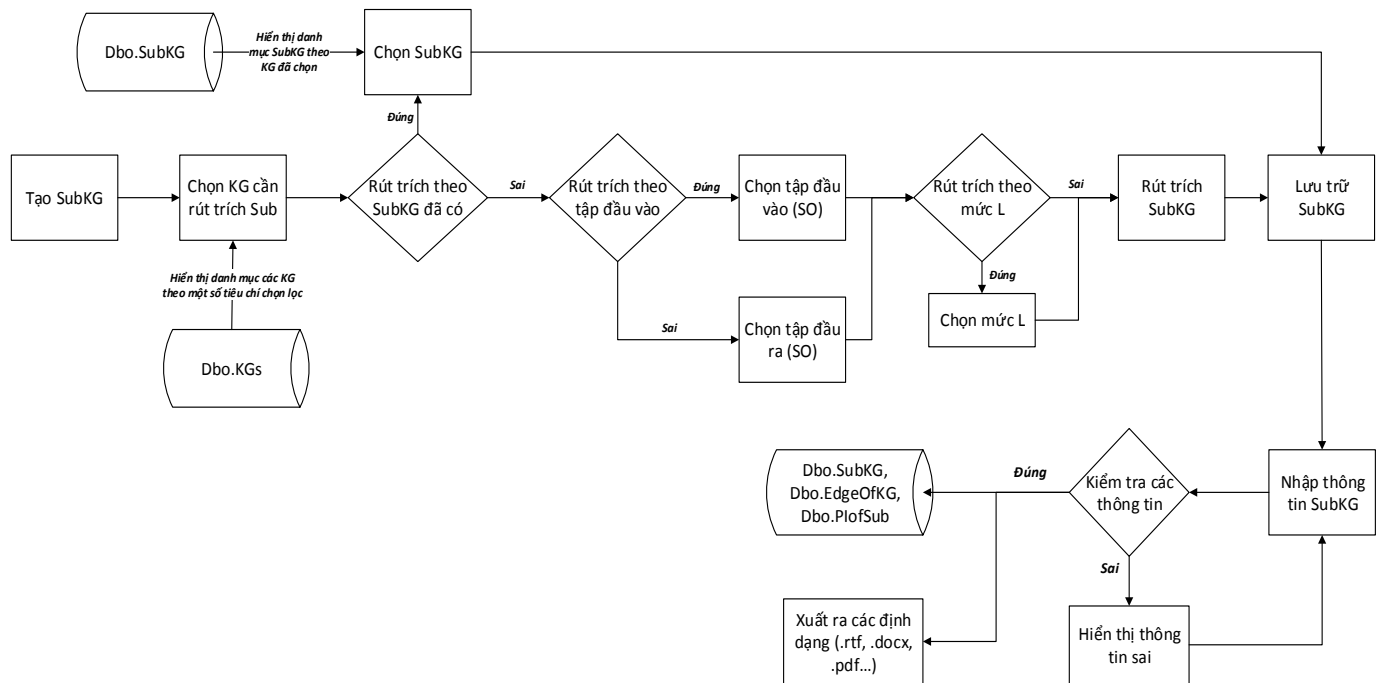 Dbo.SubKG
Hiển thị danh
mục SubKG theo
KG đã chọn
Chọn SubKG
Đúng
Tạo SubKG
Chọn KG cần
rút trích Sub
Rút trích theo
SubKG đã có
Sai
Rút trích theo
tập đầu vào
Đúng
Chọn tập đầu
vào (SO)
Rút trích theo
mức L
Sai
Rút trích
SubKG
Lưu trữ
SubKG
Hiển thị danh mục các KG
theo một số tiêu chí chọn lọc
Đúng
Chọn mức L
Sai
Chọn tập đầu
ra (SO)
Dbo.KGs
Dbo.SubKG,
Dbo.EdgeOfKG,
Dbo.PIofSub
Đúng
Kiểm tra các
thông tin
Nhập thông
tin SubKG
Sai
Xuất ra các định
dạng (.rtf, .docx,
.pdf...)
Hiển thị thông
tin sai